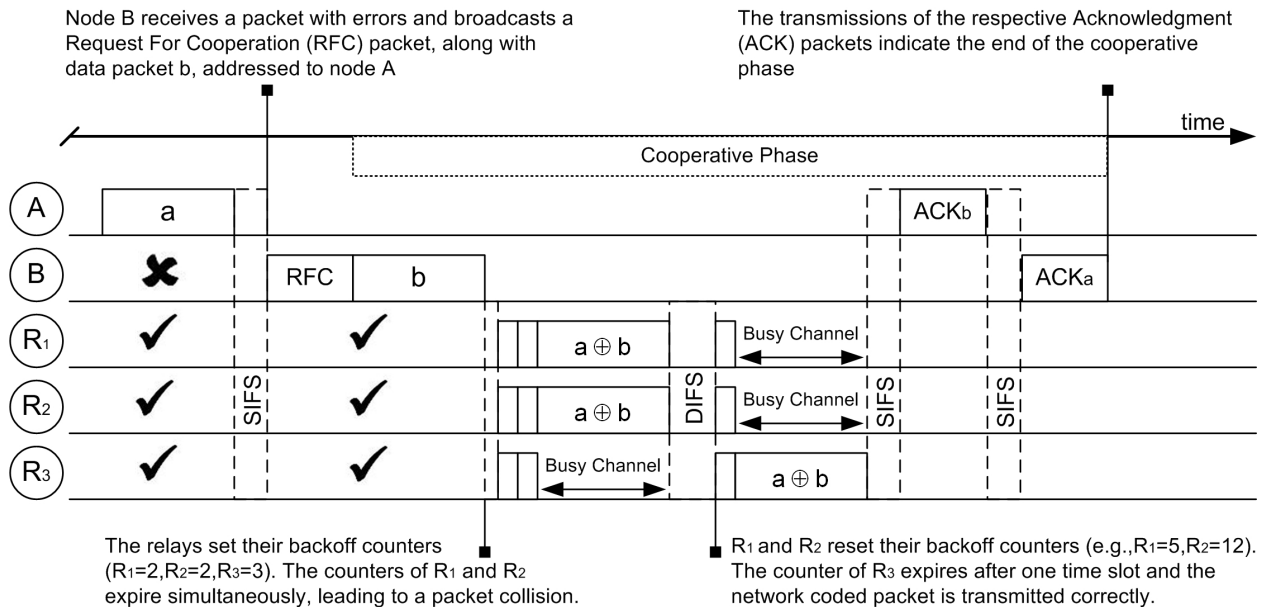 Node B receives a packet with errors and broadcasts a
Request For Cooperation (RFC) packet, along with
data packet b, addressed to node A
The transmissions of the respective Acknowledgment
(ACK) packets indicate the end of the cooperative
phase
time
Cooperative Phase
A
a
ACKb
B
RFC
b
ACKa
R1
a ⊕ b
Busy Channel
R2
a ⊕ b
Busy Channel
R3
Busy Channel
a ⊕ b
SIFS
DIFS
SIFS
SIFS
The relays set their backoff counters
(R1=2,R2=2,R3=3). The counters of R1 and R2
expire simultaneously, leading to a packet collision.
R1 and R2 reset their backoff counters (e.g.,R1=5,R2=12).
The counter of R3 expires after one time slot and the
network coded packet is transmitted correctly.